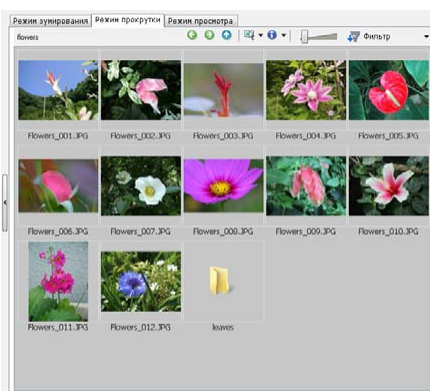 Режим зумирования Режим прокрутки Режим просмотра
flowers Фильтр
Flowers_001.JPG Flowers_002.JPG Flowers_003.JPG Flowers_004.JPG Flowers_005.JPG
Flowers_006.JPG Flowers_007.JPG Flowers_008.JPG Flowers_009.JPG Flowers_010.JPG
Flowers_011.JPG Flowers_012.JPG leaves